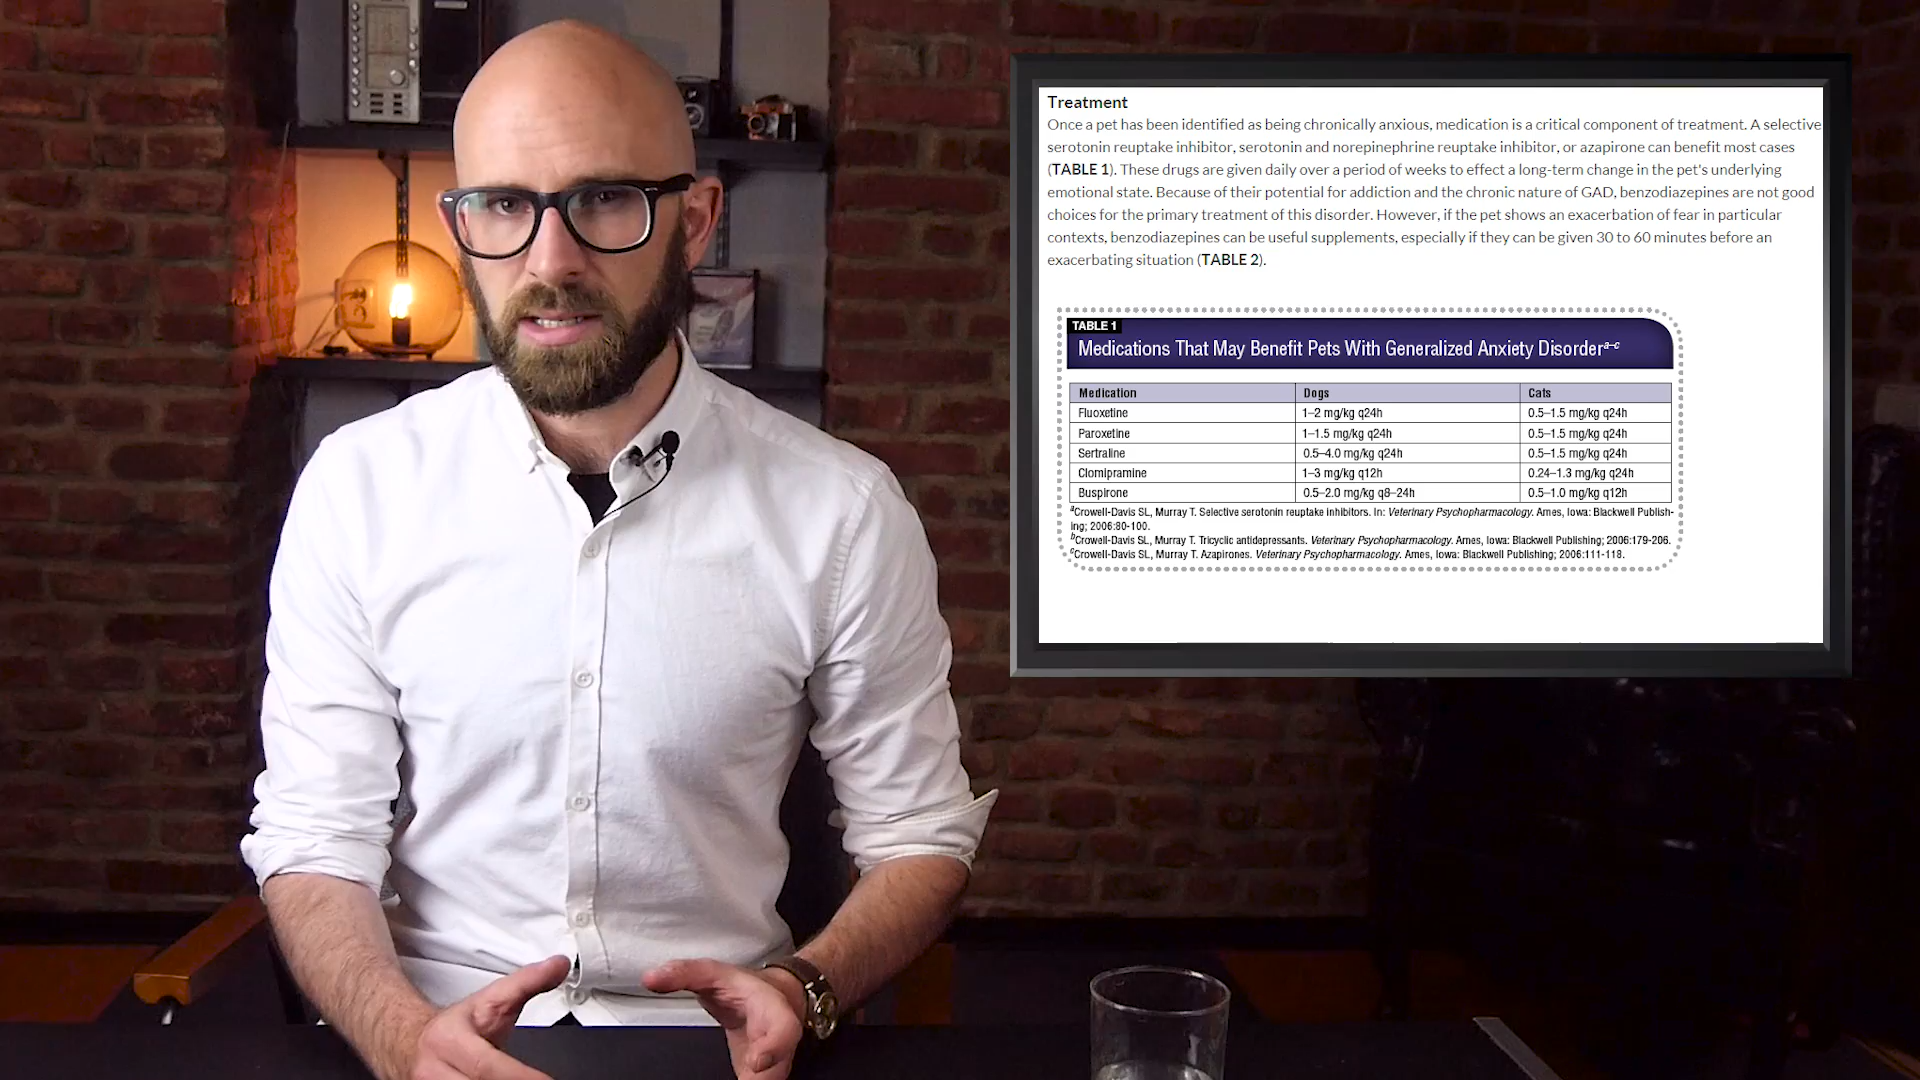 Treatment
Once a pet has been identified as being chronically anxious, medication is a critical component of treatment. A selective
serotonin reuptake inhibitor, serotonin and norepinephrine reuptake inhibitor, or azapirone can benefit most cases
(TABLE 1). These drugs are given daily over a period of weeks to effect a long-term change in the pet's underlying
emotional state. Because of their potential for addiction and the chronic nature of GAD, benzodiazepines are not good
choices for the primary treatment of this disorder. However, if the pet shows an exacerbation of fear in particular
contexts, benzodiazepines can be useful supplements, especially if they can be given 30 to 60 minutes before an
exacerbating situation (TABLE 2).
TABLE 1
Medications That May Benefit Pets With Generalized Anxiety Disorder a–c
Medication Dogs Cats
Fluoxetine 1–2 mg/kg q24h 0.5–1.5 mg/kg q24h
Paroxetine 1–1.5 mg/kg q24h 0.5–1.5 mg/kg q24h
Sertraline 0.5–4.0 mg/kg q24h 0.5–1.5 mg/kg q24h
Clomipramine 1–3 mg/kg q12h 0.24–1.3 mg/kg q24h
Buspirone 0.5–2.0 mg/kg q8–24h 0.5–1.0 mg/kg q12h
aCrowell-Davis SL, Murray T. Selective serotonin reuptake inhibitors. In: Veterinary Psychopharmacology. Ames, Iowa: Blackwell Publish-
ing; 2006:80-100.
bCrowell-Davis SL, Murray T. Tricyclic antidepressants. Veterinary Psychopharmacology. Ames, Iowa: Blackwell Publishing; 2006:179-206.
cCrowell-Davis SL, Murray T. Azapirones. Veterinary Psychopharmacology. Ames, Iowa: Blackwell Publishing; 2006:111-118.